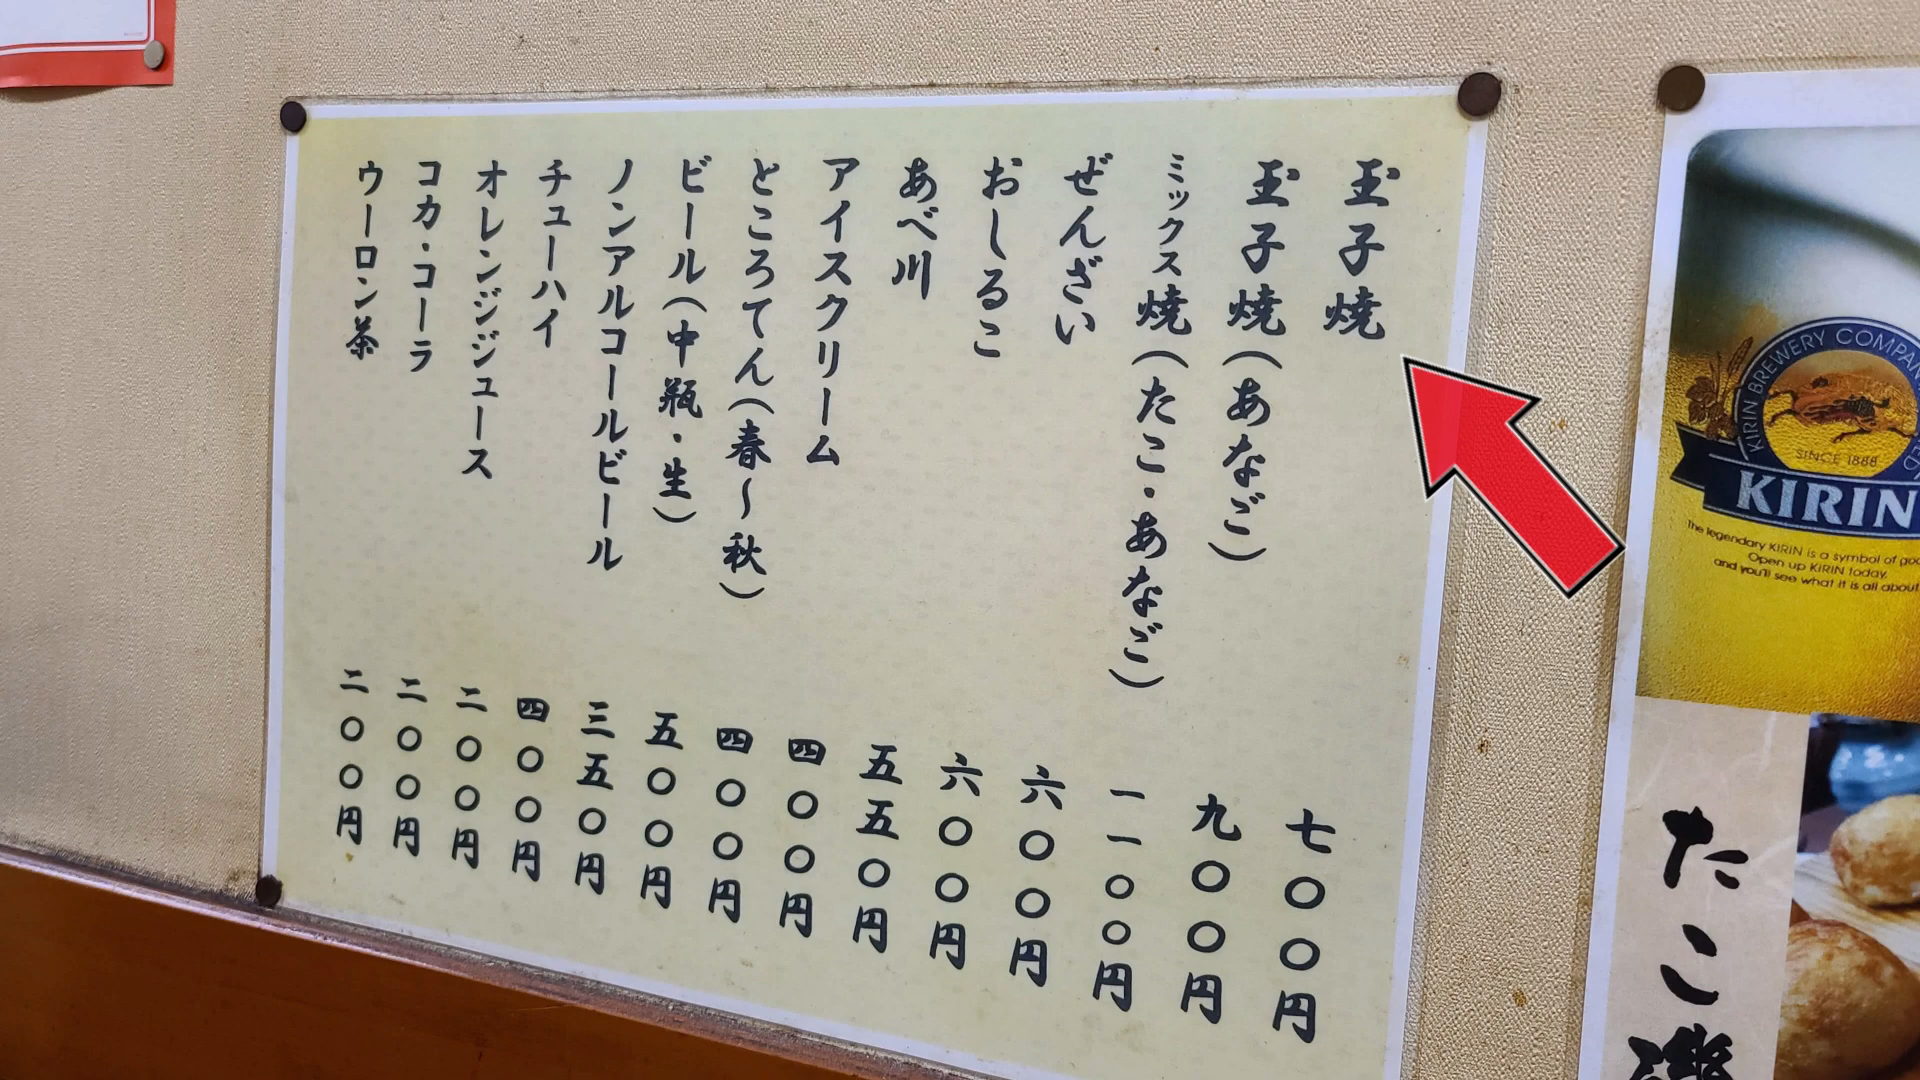 玉子焼 七〇〇円
玉子焼（あなご） 九〇〇円
ミックス焼（たこ・あなご） 一一〇〇円
ぜんざい 六〇〇円
おしるこ 六〇〇円
あべ川 五五〇円
アイスクリーム 四〇〇円
ところてん（春～秋） 四〇〇円
ビール（中瓶・生） 五〇〇円
ノンアルコールビール 三五〇円
チューハイ 四〇〇円
オレンジジュース 二〇〇円
コカ・コーラ 二〇〇円
ウーロン茶 二〇〇円
KIRIN BREWERY COMPANY
SINCE 1888
KIRIN
The legendary KIRIN is a symbol of
Open up KIRIN today,
and you'll see what it is all about
たこ磯